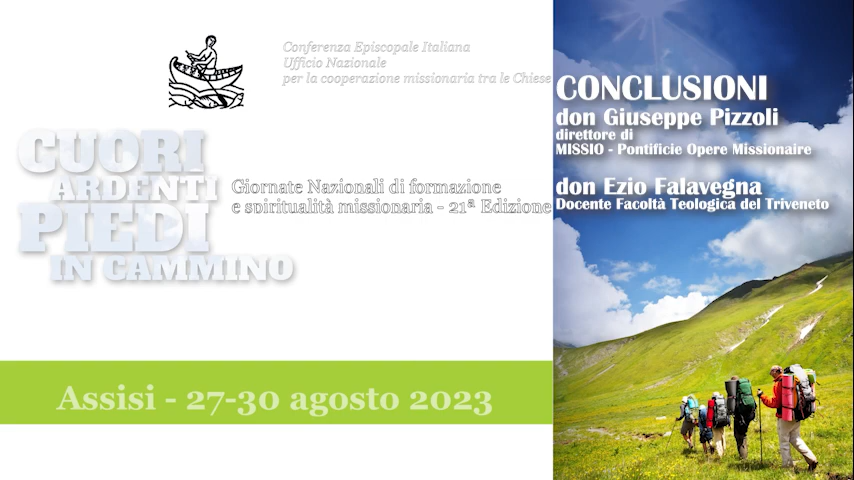 Conferenza Episcopale Italiana
Ufficio Nazionale
per la cooperazione missionaria tra le Chiese
CUORI
ARDENTI
PIEDI
IN CAMMINO
Giornate Nazionali di formazione
e spiritualità missionaria - 21ª Edizione
Assisi - 27-30 agosto 2023
CONCLUSIONI
don Giuseppe Pizzoli
direttore di
MISSIO - Pontificie Opere Missionaire
don Ezio Falavegna
Docente Facoltà Teologica del Triveneto